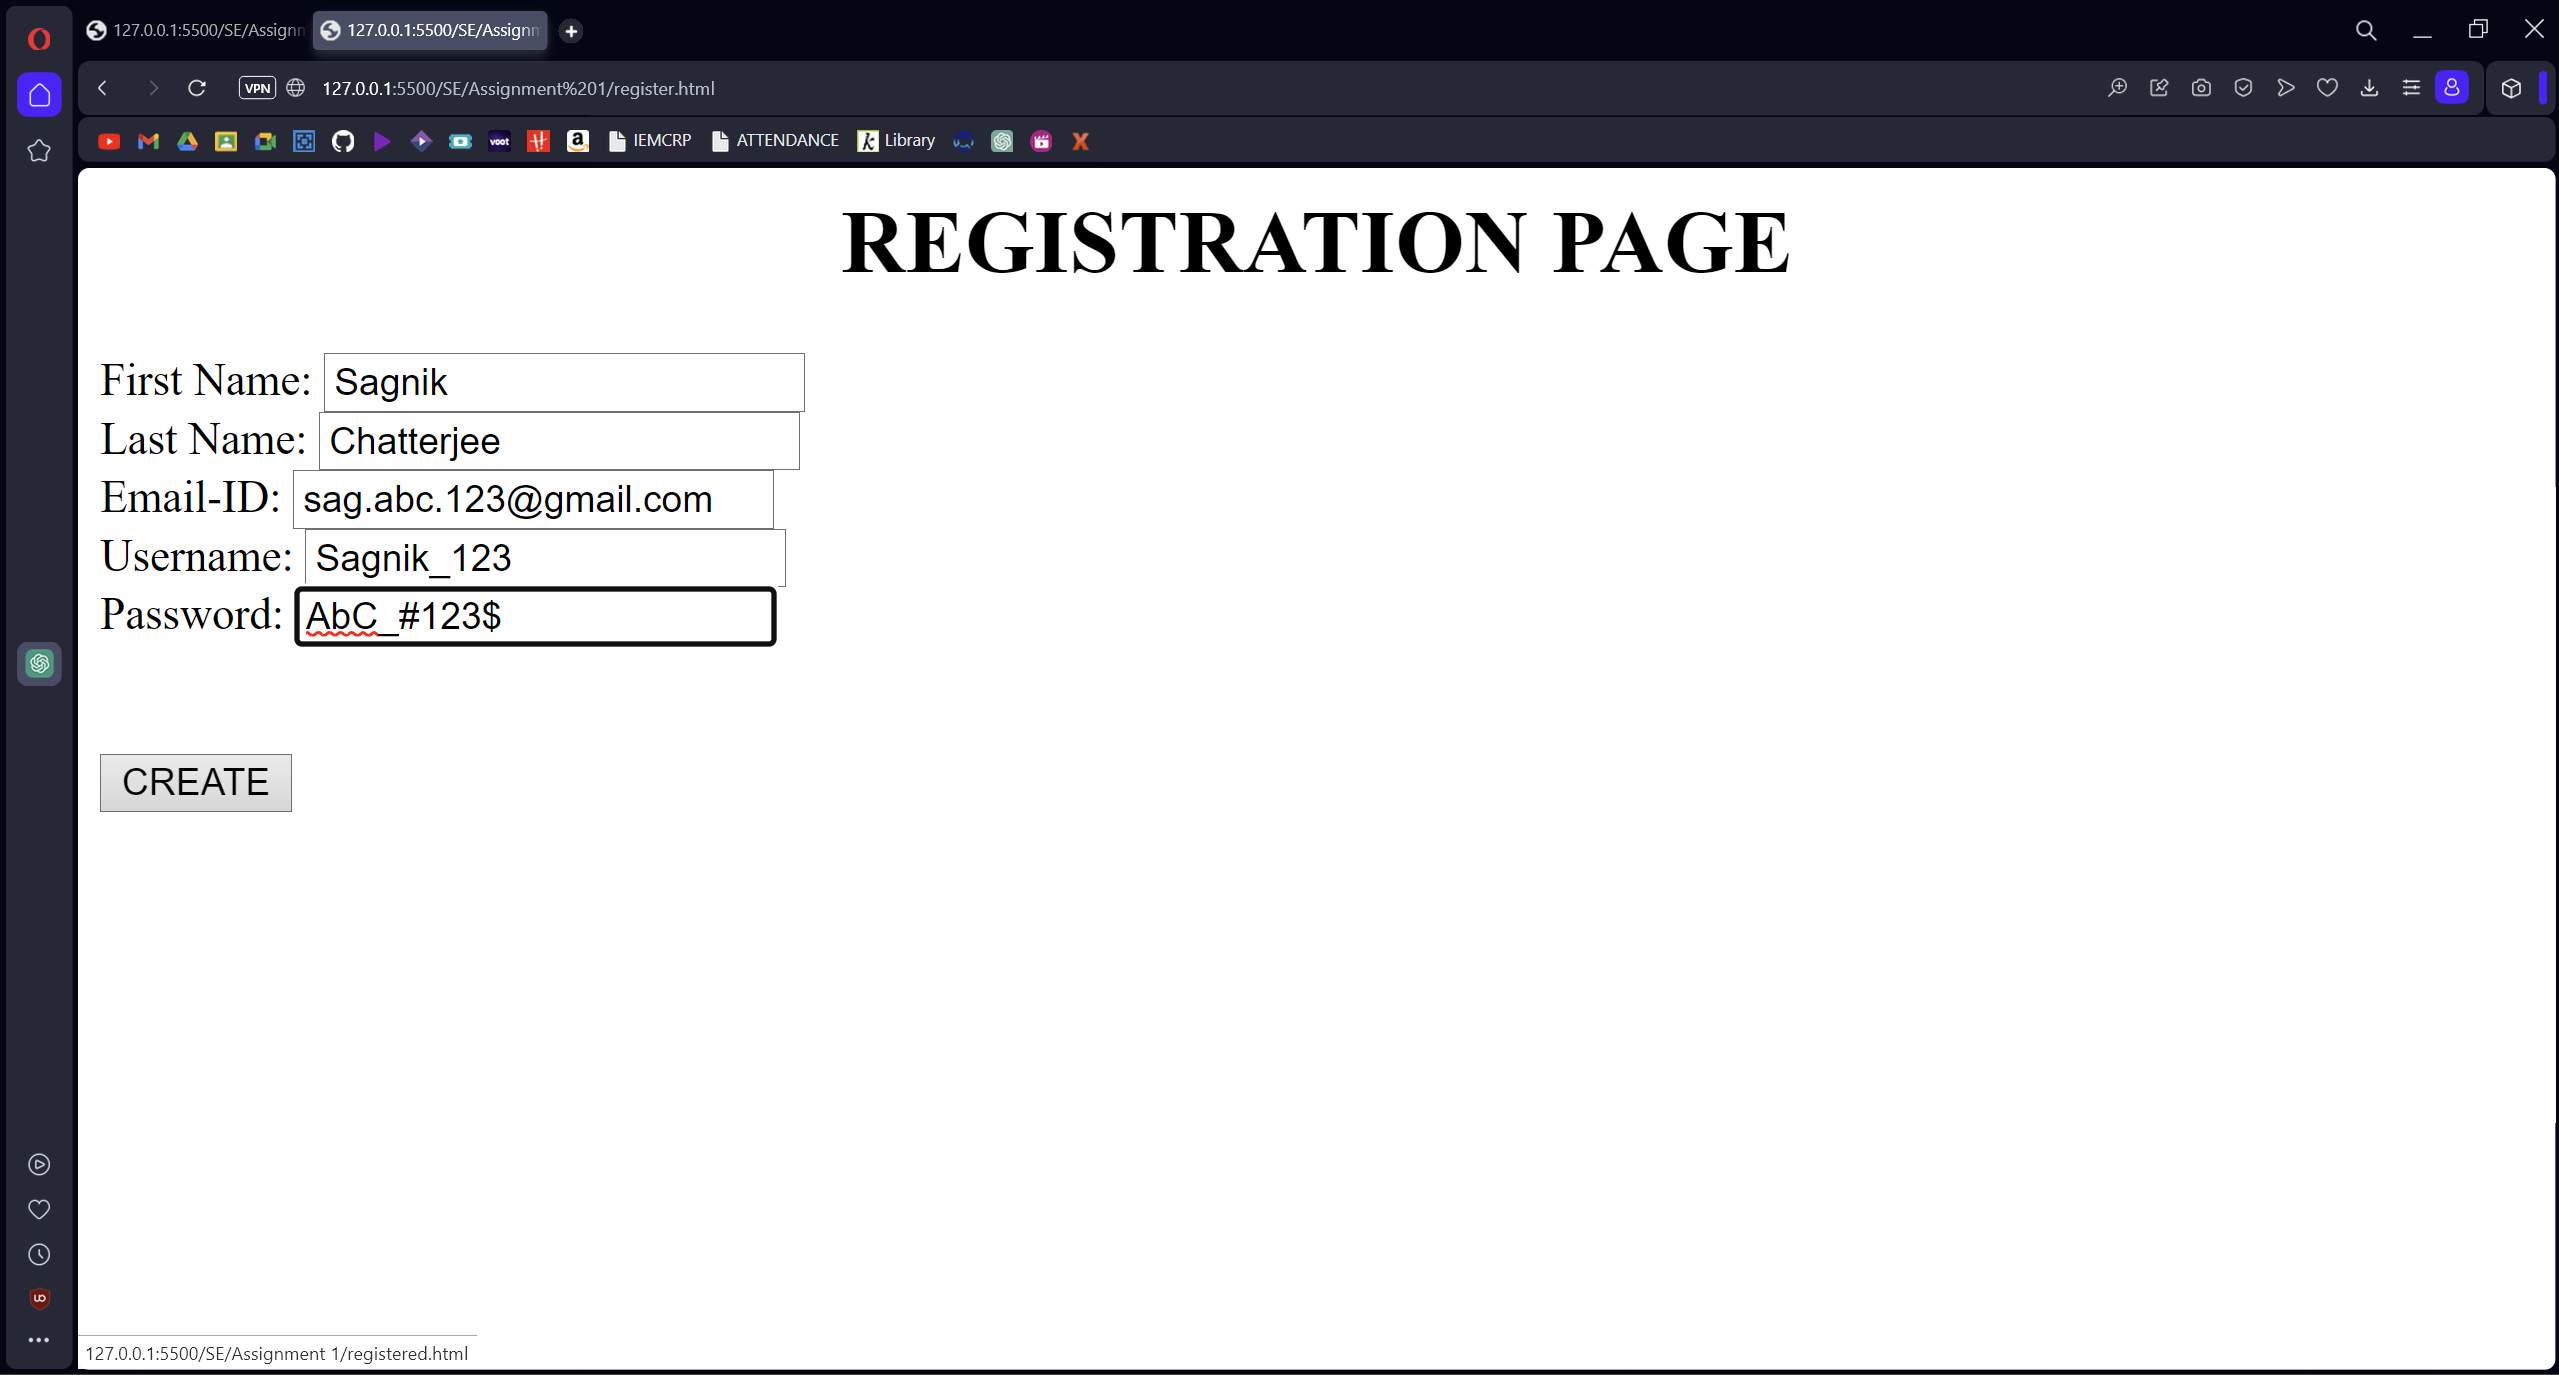 127.0.0.1:5500/SE/Assignn
127.0.0.1:5500/SE/Assignn
VPN
127.0.0.1:5500/SE/Assignment%201/register.html
voot
IEMCRP
ATTENDANCE
Library
REGISTRATION PAGE
First Name: Sagnik
Last Name: Chatterjee
Email-ID: sag.abc.123@gmail.com
Username: Sagnik_123
Password: AbC_#123$
CREATE
127.0.0.1:5500/SE/Assignment 1/registered.html